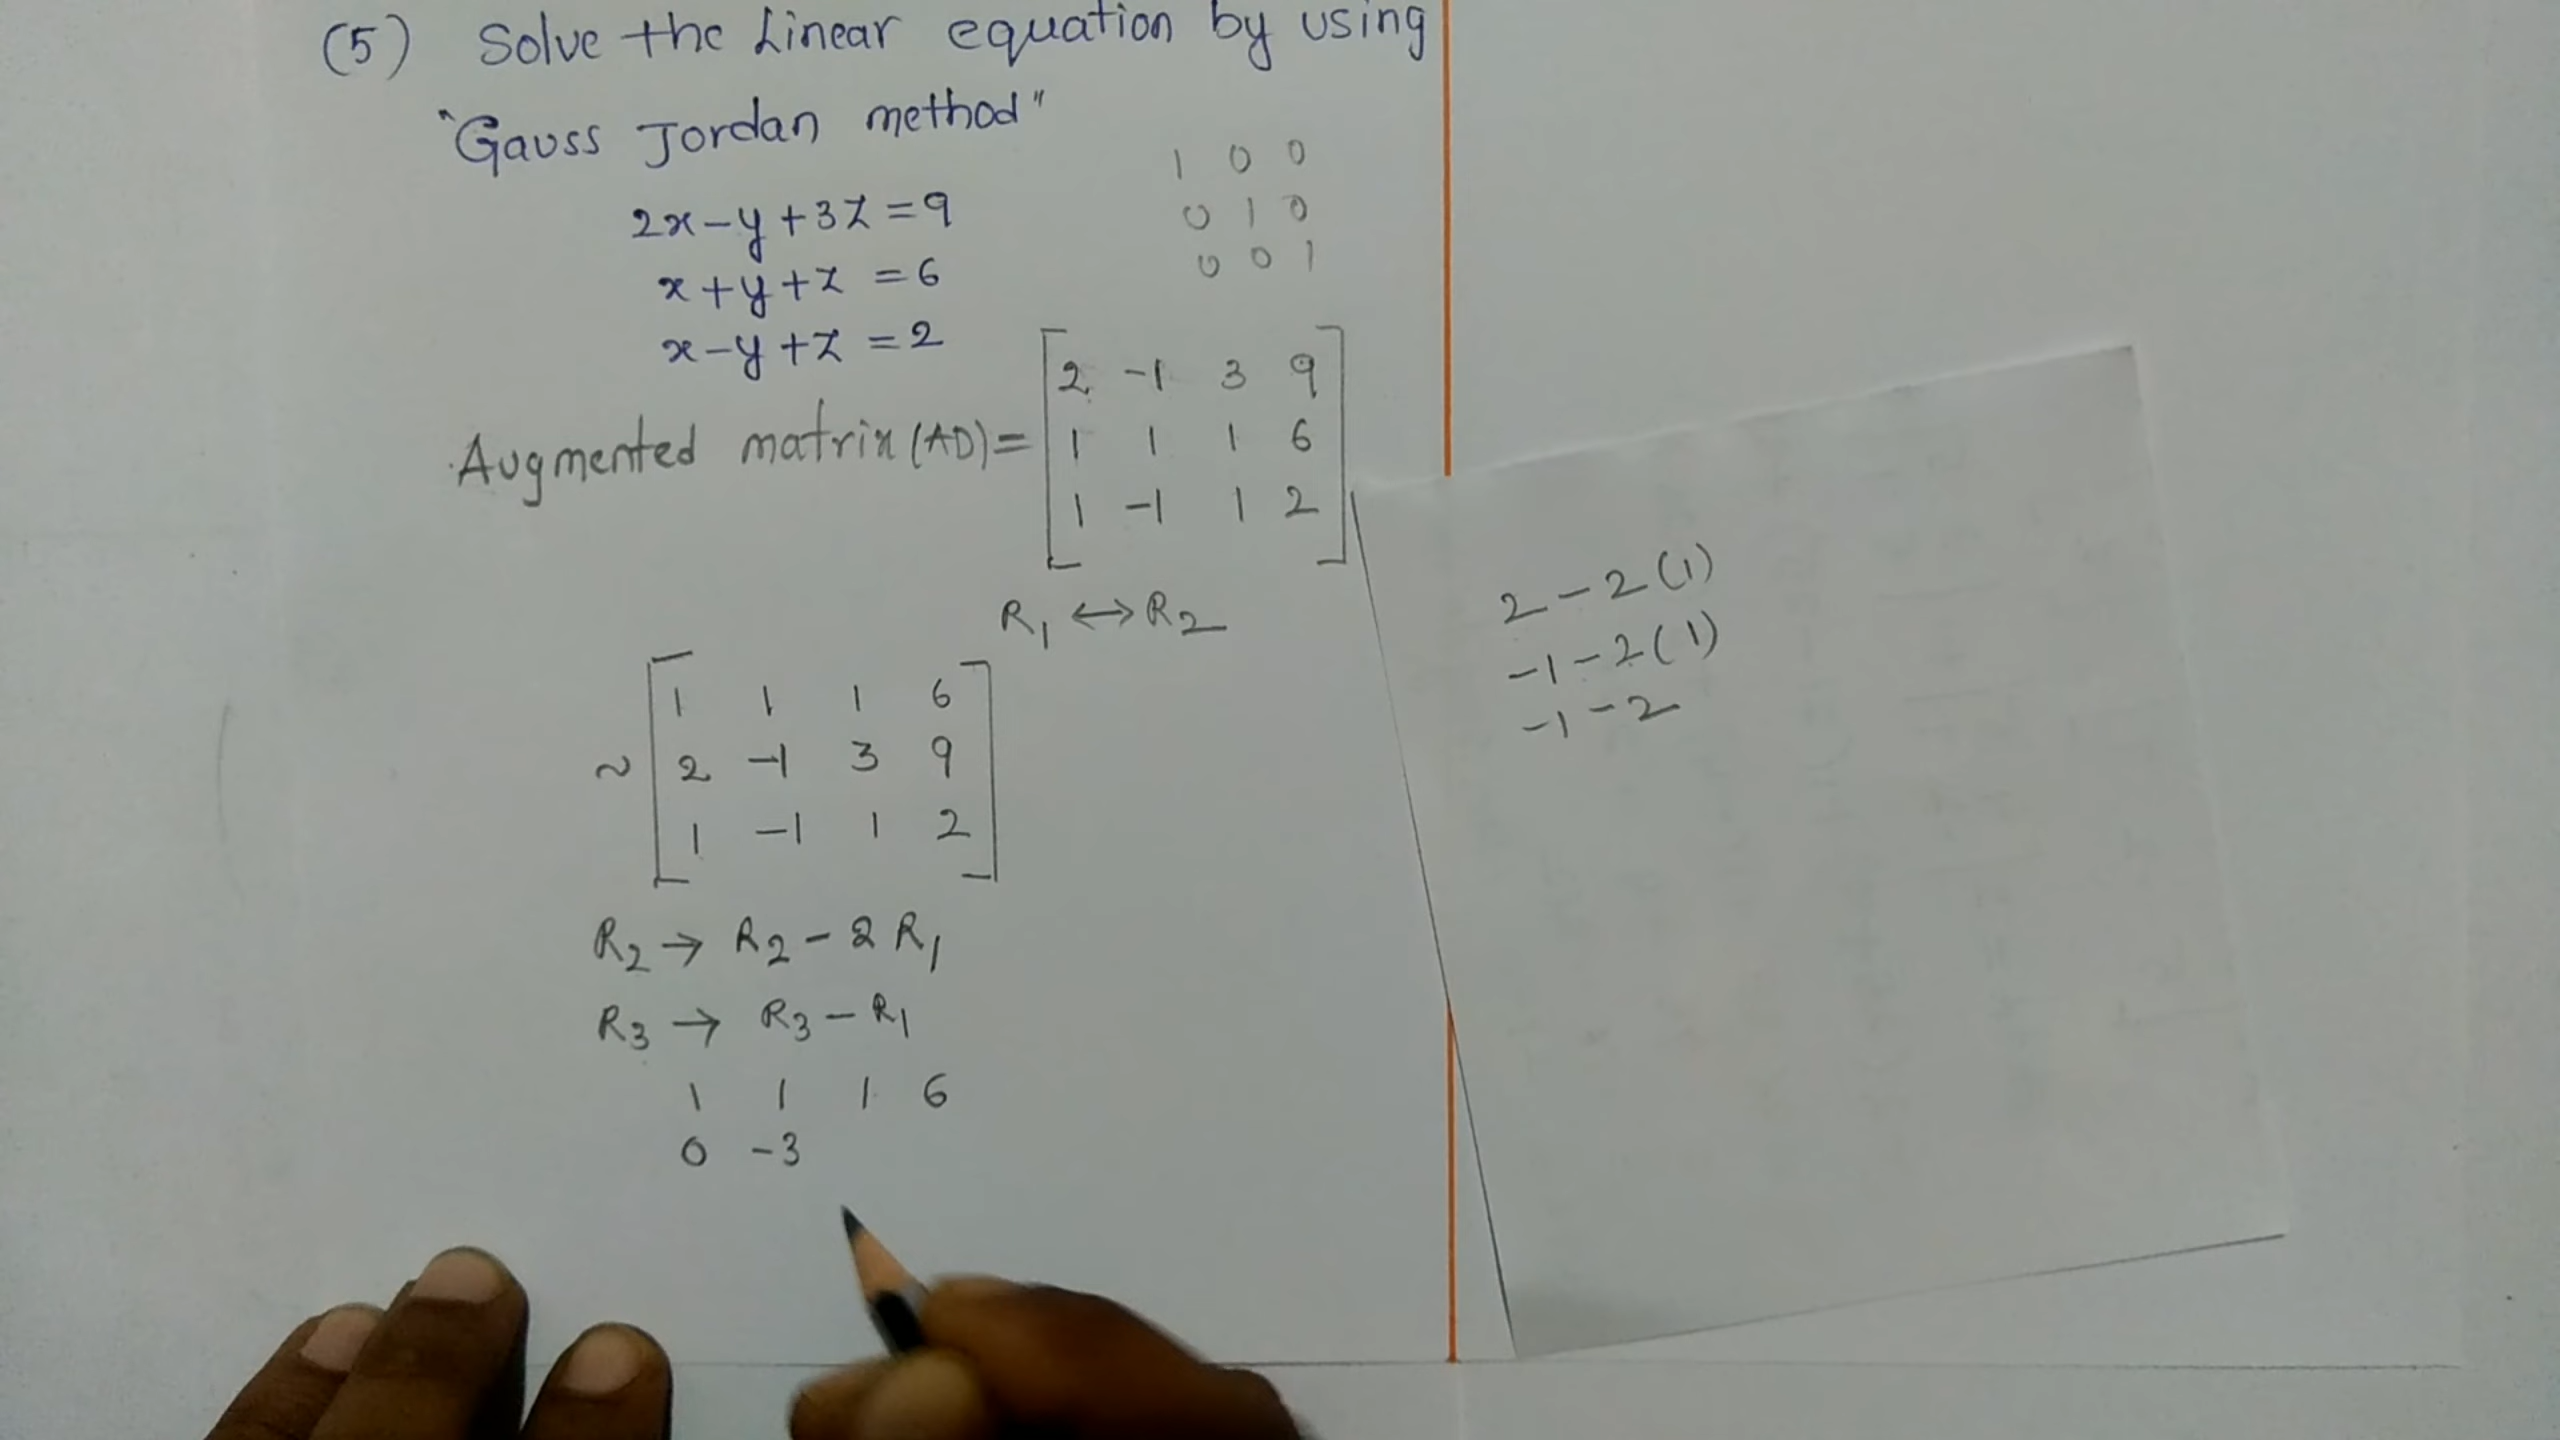 (5) Solve the Linear equation by using
"Gauss Jordan method"
2x-y+3z=9
x+y+z=6
x-y+z=2
1 0 0
0 1 0
0 0 1
Augmented matrix (AD)=
2 -1 3 9
1 1 1 6
1 -1 1 2
R1 ↔ R2
~
1 1 1 6
2 -1 3 9
1 -1 1 2
R2 → R2 - 2R1
R3 → R3 - R1
1 1 1 6
0 -3
2-2(1)
-1-2(1)
-1-2